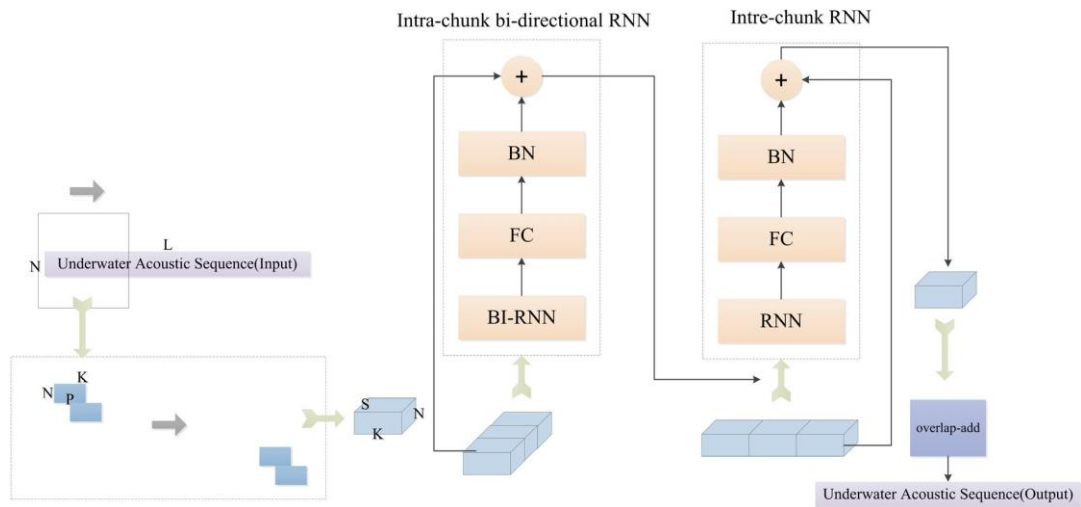 Intra-chunk bi-directional RNN
Intre-chunk RNN
+
BN
FC
BI-RNN
+
BN
FC
RNN
L
N
Underwater Acoustic Sequence(Input)
K
N
P
S
N
K
overlap-add
Underwater Acoustic Sequence(Output)